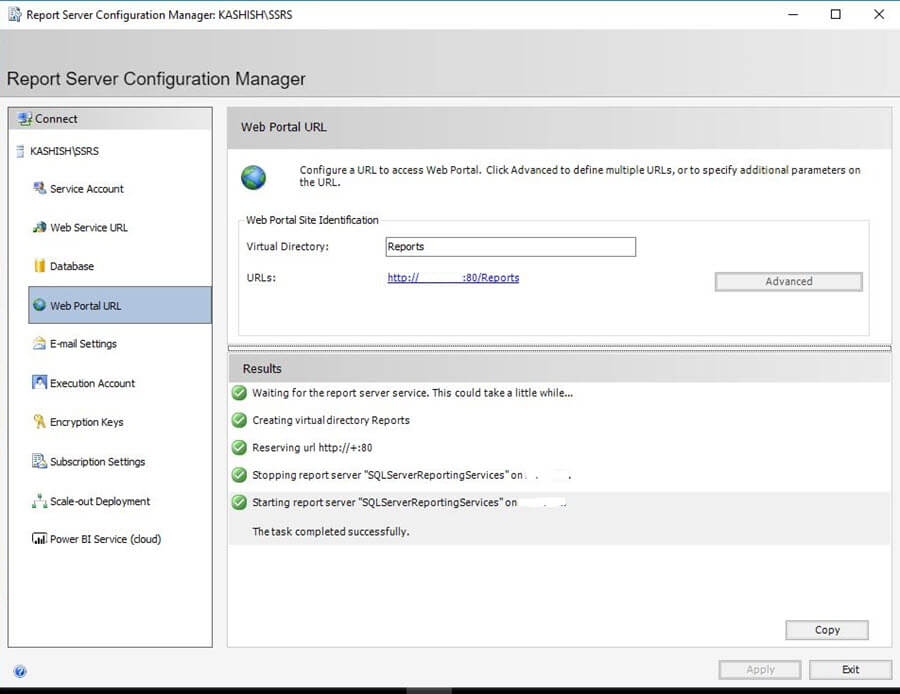 Report Server Configuration Manager: KASHISH\SSRS
Report Server Configuration Manager
Connect
KASHISH\SSRS
Service Account
Web Service URL
Database
Web Portal URL
E-mail Settings
Execution Account
Encryption Keys
Subscription Settings
Scale-out Deployment
Power BI Service (cloud)
Web Portal URL
Configure a URL to access Web Portal. Click Advanced to define multiple URLs, or to specify additional parameters on
the URL.
Web Portal Site Identification
Virtual Directory:
Reports
URLs:
http:// :80/Reports
Advanced
Results
Waiting for the report server service. This could take a little while...
Creating virtual directory Reports
Reserving url http://+:80
Stopping report server "SQLServerReportingServices" on
Starting report server "SQLServerReportingServices" on
The task completed successfully.
Copy
Apply
Exit